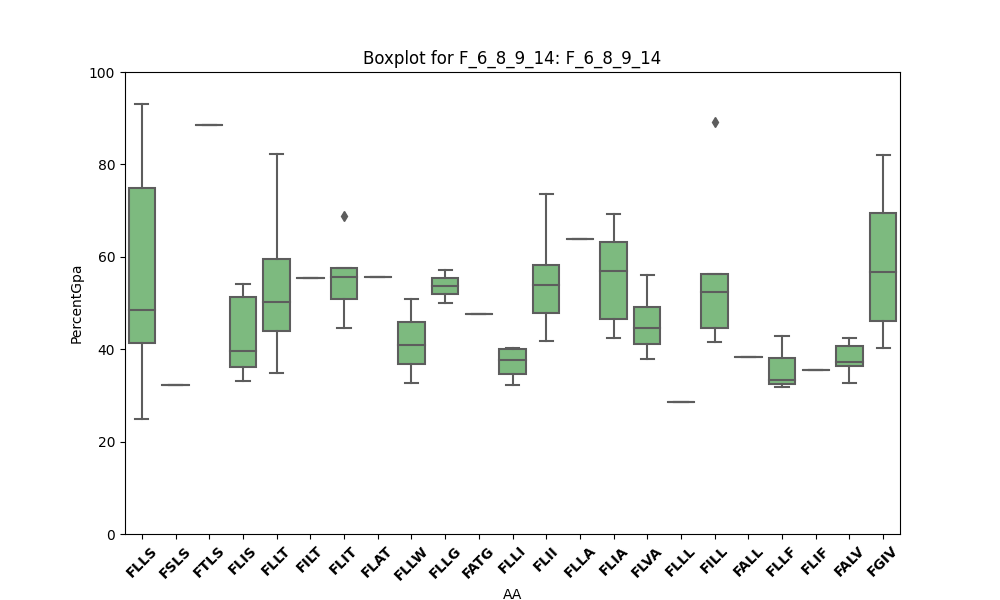 Boxplot for F_6_8_9_14: F_6_8_9_14
100
80
60
40
20
0
PercentGpa
FLLS FSLS FTLS FLIS FLLT FILT FLIT FLAT FLLW FLLG FATG FLLI FLII FLLA FLIA FLVA FLLL FILL FALL FLLF FLIF FALV FGIV
AA